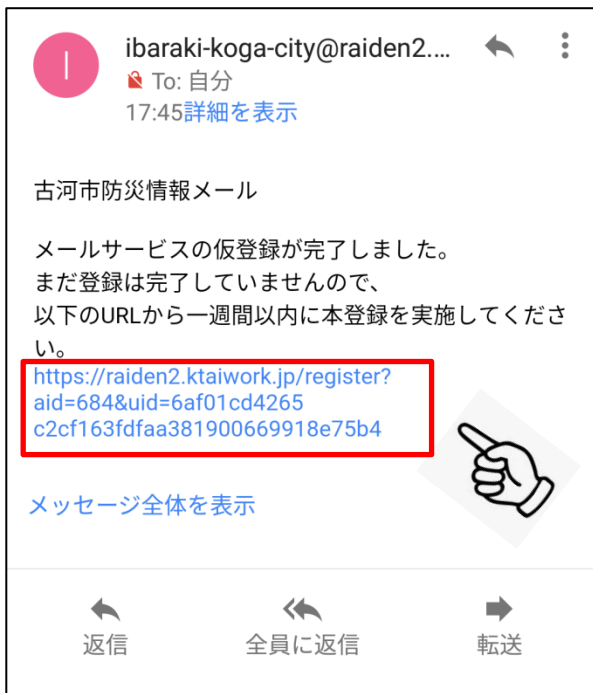 I
ibaraki-koga-city@raiden2....
To: 自分
17:45詳細を表示
古河市防災情報メール
メールサービスの仮登録が完了しました。
まだ登録は完了していませんので、
以下のURLから一週間以内に本登録を実施してくださ
い。
https://raiden2.ktaiwork.jp/register?
aid=684&uid=6af01cd4265
c2cf163fdfaa381900669918e75b4
メッセージ全体を表示
返信
全員に返信
転送